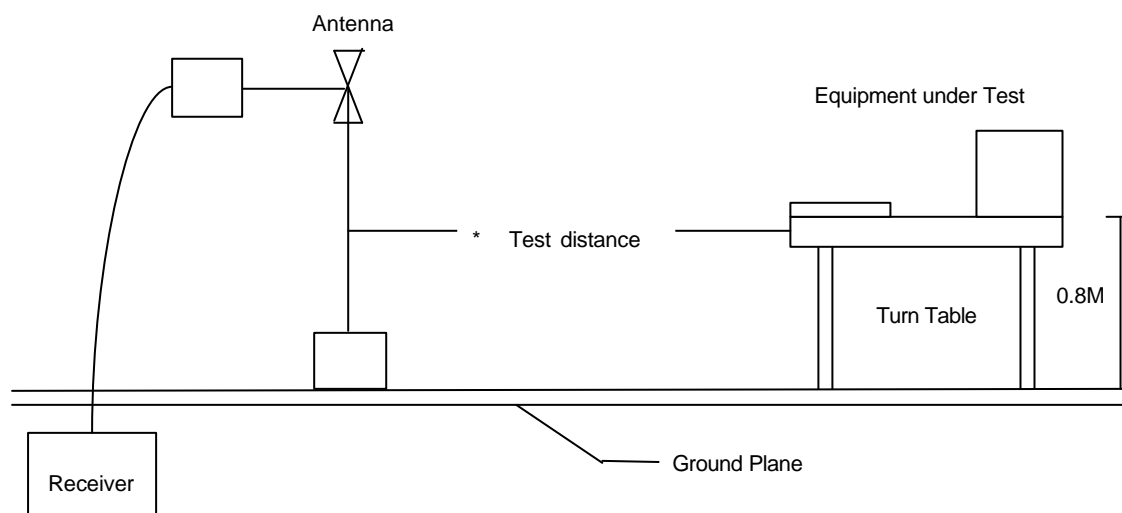 Antenna
Equipment under Test
* Test distance
0.8M
Turn Table
Ground Plane
Receiver